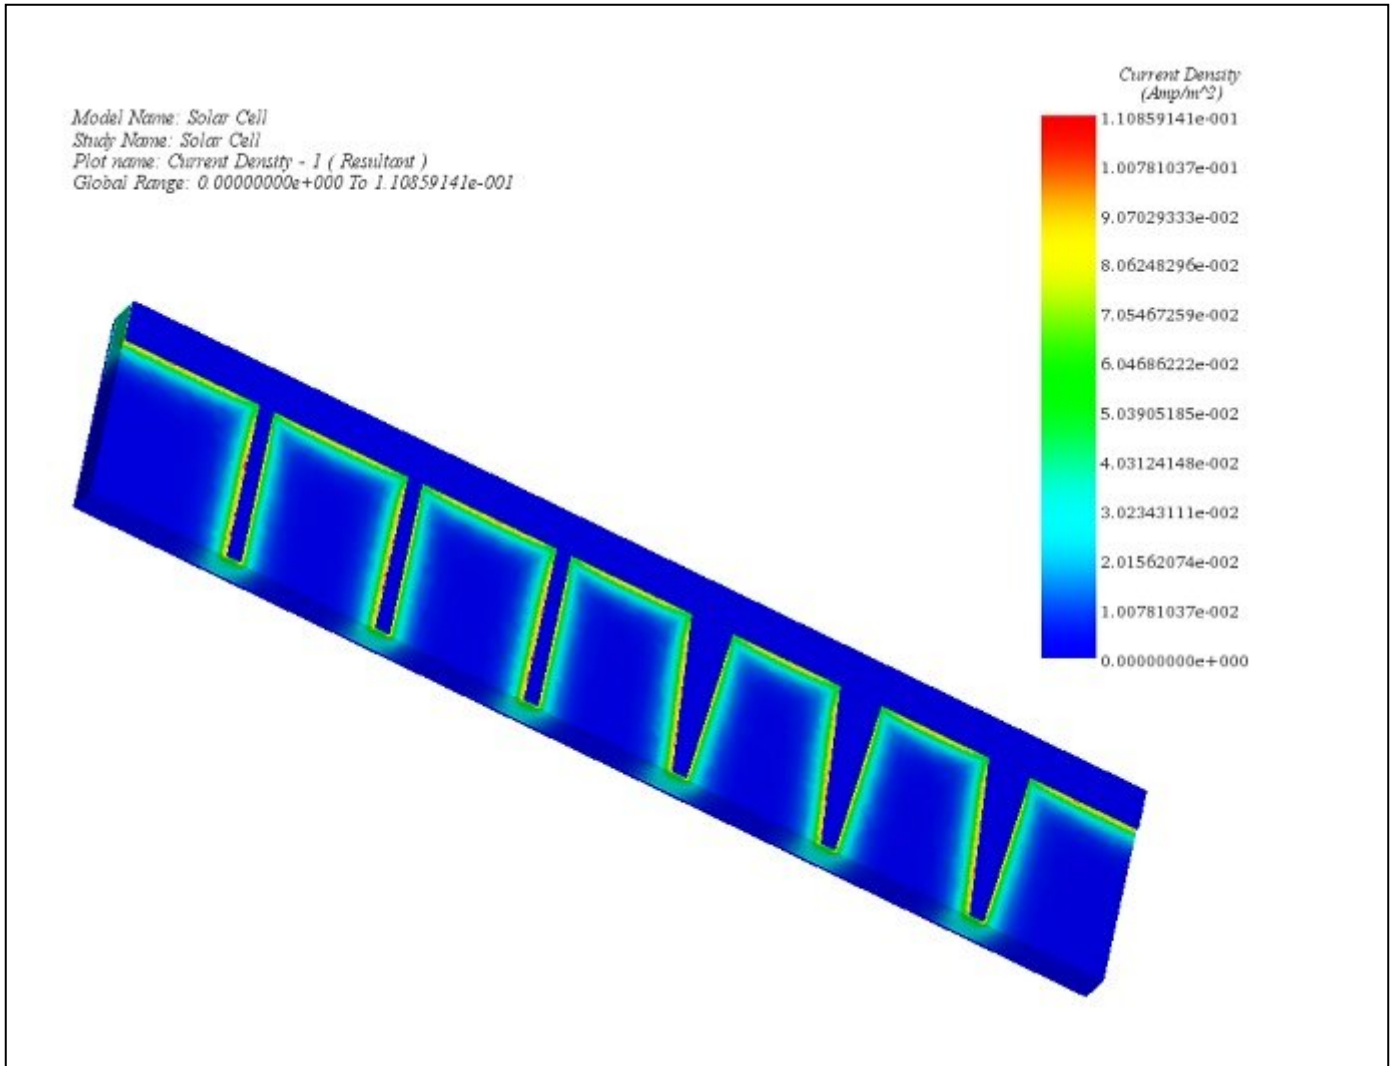 Model Name: Solar Cell
Study Name: Solar Cell
Plot name: Current Density - 1 ( Resultant )
Global Range: 0.00000000e+000 To 1.10859141e-001
Current Density
(Amp/m^2)
1.10859141e-001
1.00781037e-001
9.07029333e-002
8.06248296e-002
7.05467259e-002
6.04686222e-002
5.03905185e-002
4.03124148e-002
3.02343111e-002
2.01562074e-002
1.00781037e-002
0.00000000e+000